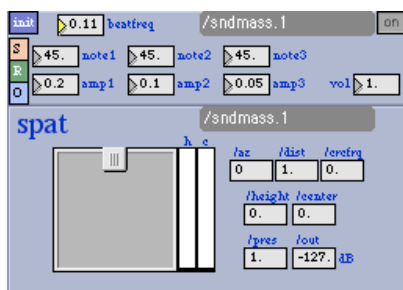 init 0.11 beatfreq /sndmass.1 on
S 45. note1 45. note2 45. note3
R
O 0.2 amp1 0.1 amp2 0.05 amp3 vol 1.
spat /sndmass.1
h c
/az /dist /crcfrq
0 1. 0.
/height /center
0. 0.
/pres /out
1. -127. dB